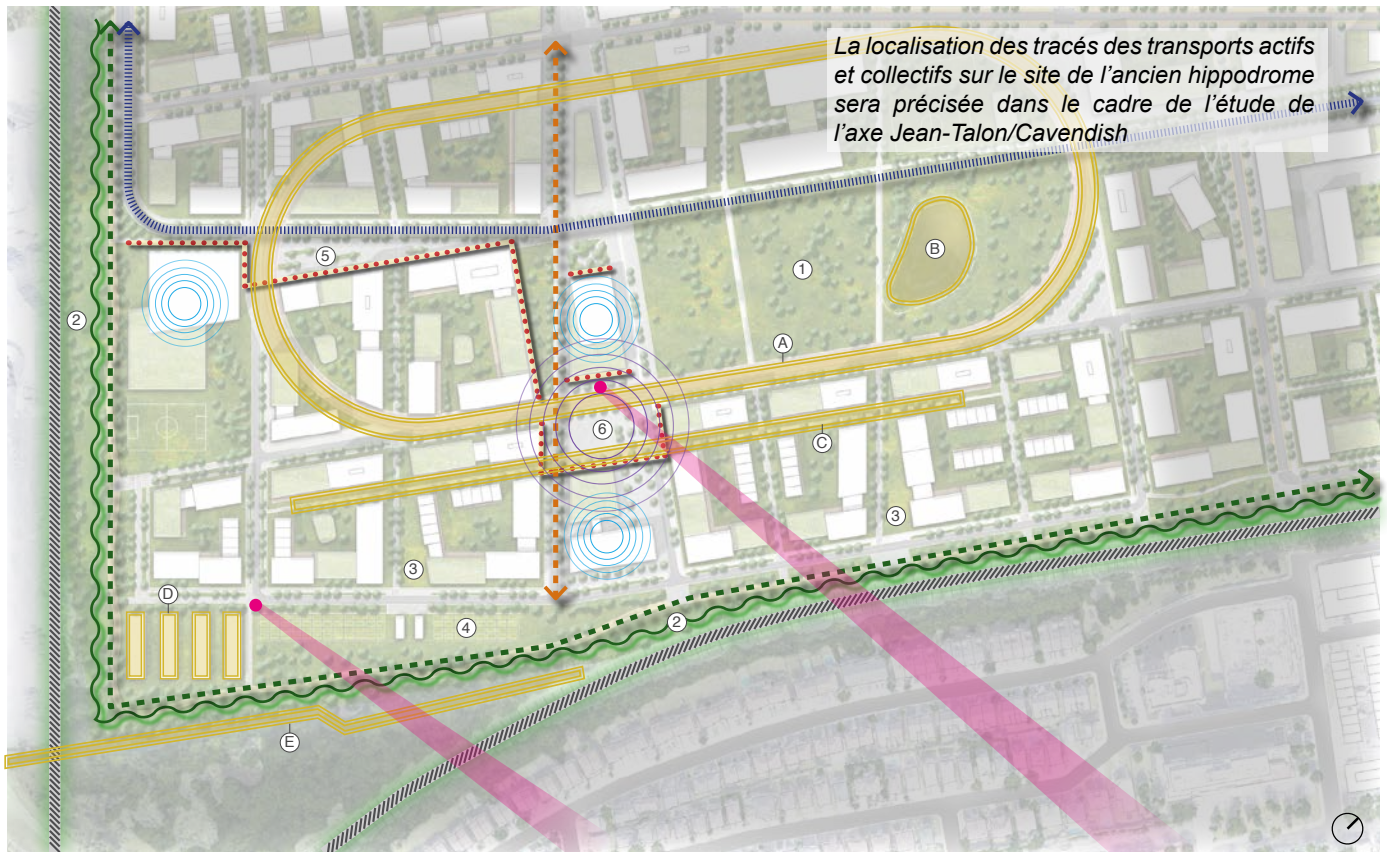 La localisation des tracés des transports actifs
et collectifs sur le site de l'ancien hippodrome
sera précisée dans le cadre de l'étude de
l'axe Jean-Talon/Cavendish
5
1
B
2
A
6
C
3
3
D
4
2
E